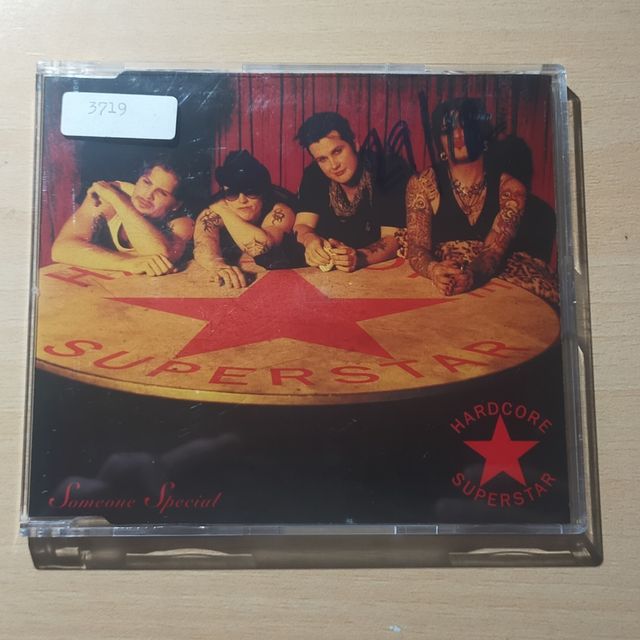 3719
SUPERSTAR
HARDCORE
SUPERSTAR
Someone Special